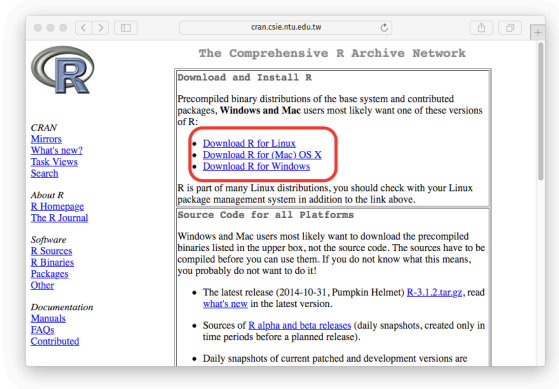 cran.csie.ntu.edu.tw
R
CRAN
Mirrors
What's new?
Task Views
Search
About R
R Homepage
The R Journal
Software
R Sources
R Binaries
Packages
Other
Documentation
Manuals
FAQs
Contributed
The Comprehensive R Archive Network
Download and Install R
Precompiled binary distributions of the base system and contributed
packages, Windows and Mac users most likely want one of these versions
of R:
• Download R for Linux
• Download R for (Mac) OS X
• Download R for Windows
R is part of many Linux distributions, you should check with your Linux
package management system in addition to the link above.
Source Code for all Platforms
Windows and Mac users most likely want to download the precompiled
binaries listed in the upper box, not the source code. The sources have to be
compiled before you can use them. If you do not know what this means,
you probably do not want to do it!
• The latest release (2014-10-31, Pumpkin Helmet) R-3.1.2.tar.gz, read
what's new in the latest version.
• Sources of R alpha and beta releases (daily snapshots, created only in
time periods before a planned release).
• Daily snapshots of current patched and development versions are